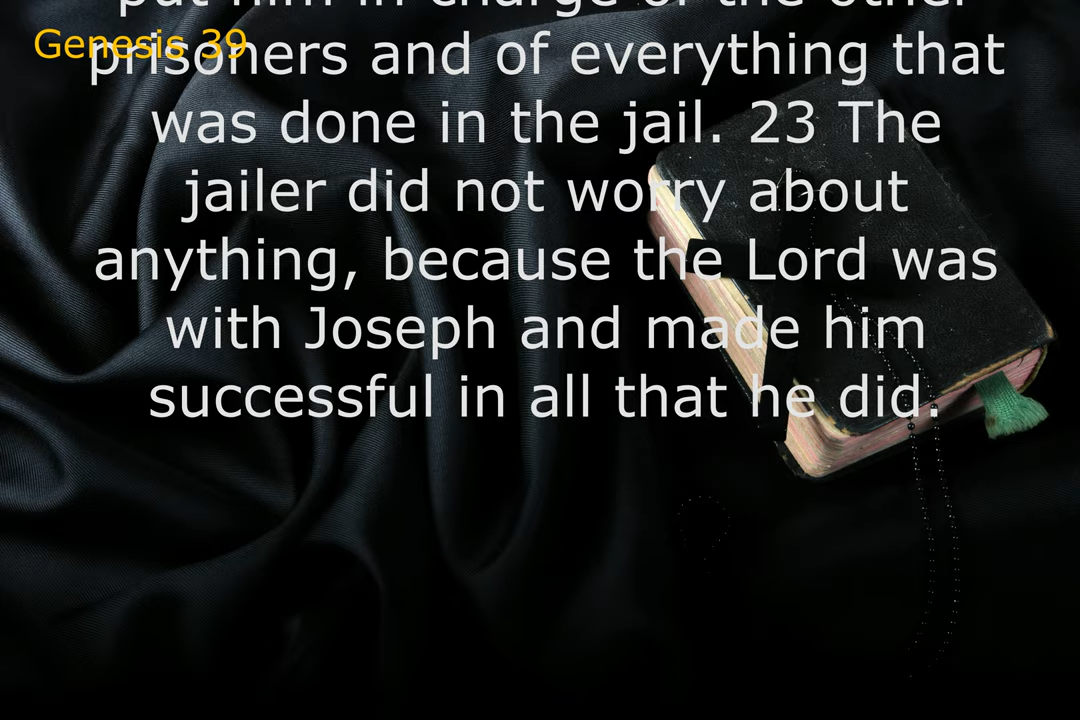 put him in charge of the other
Genesis 39
prisoners and of everything that
was done in the jail. 23 The
jailer did not worry about
anything, because the Lord was
with Joseph and made him
successful in all that he did.